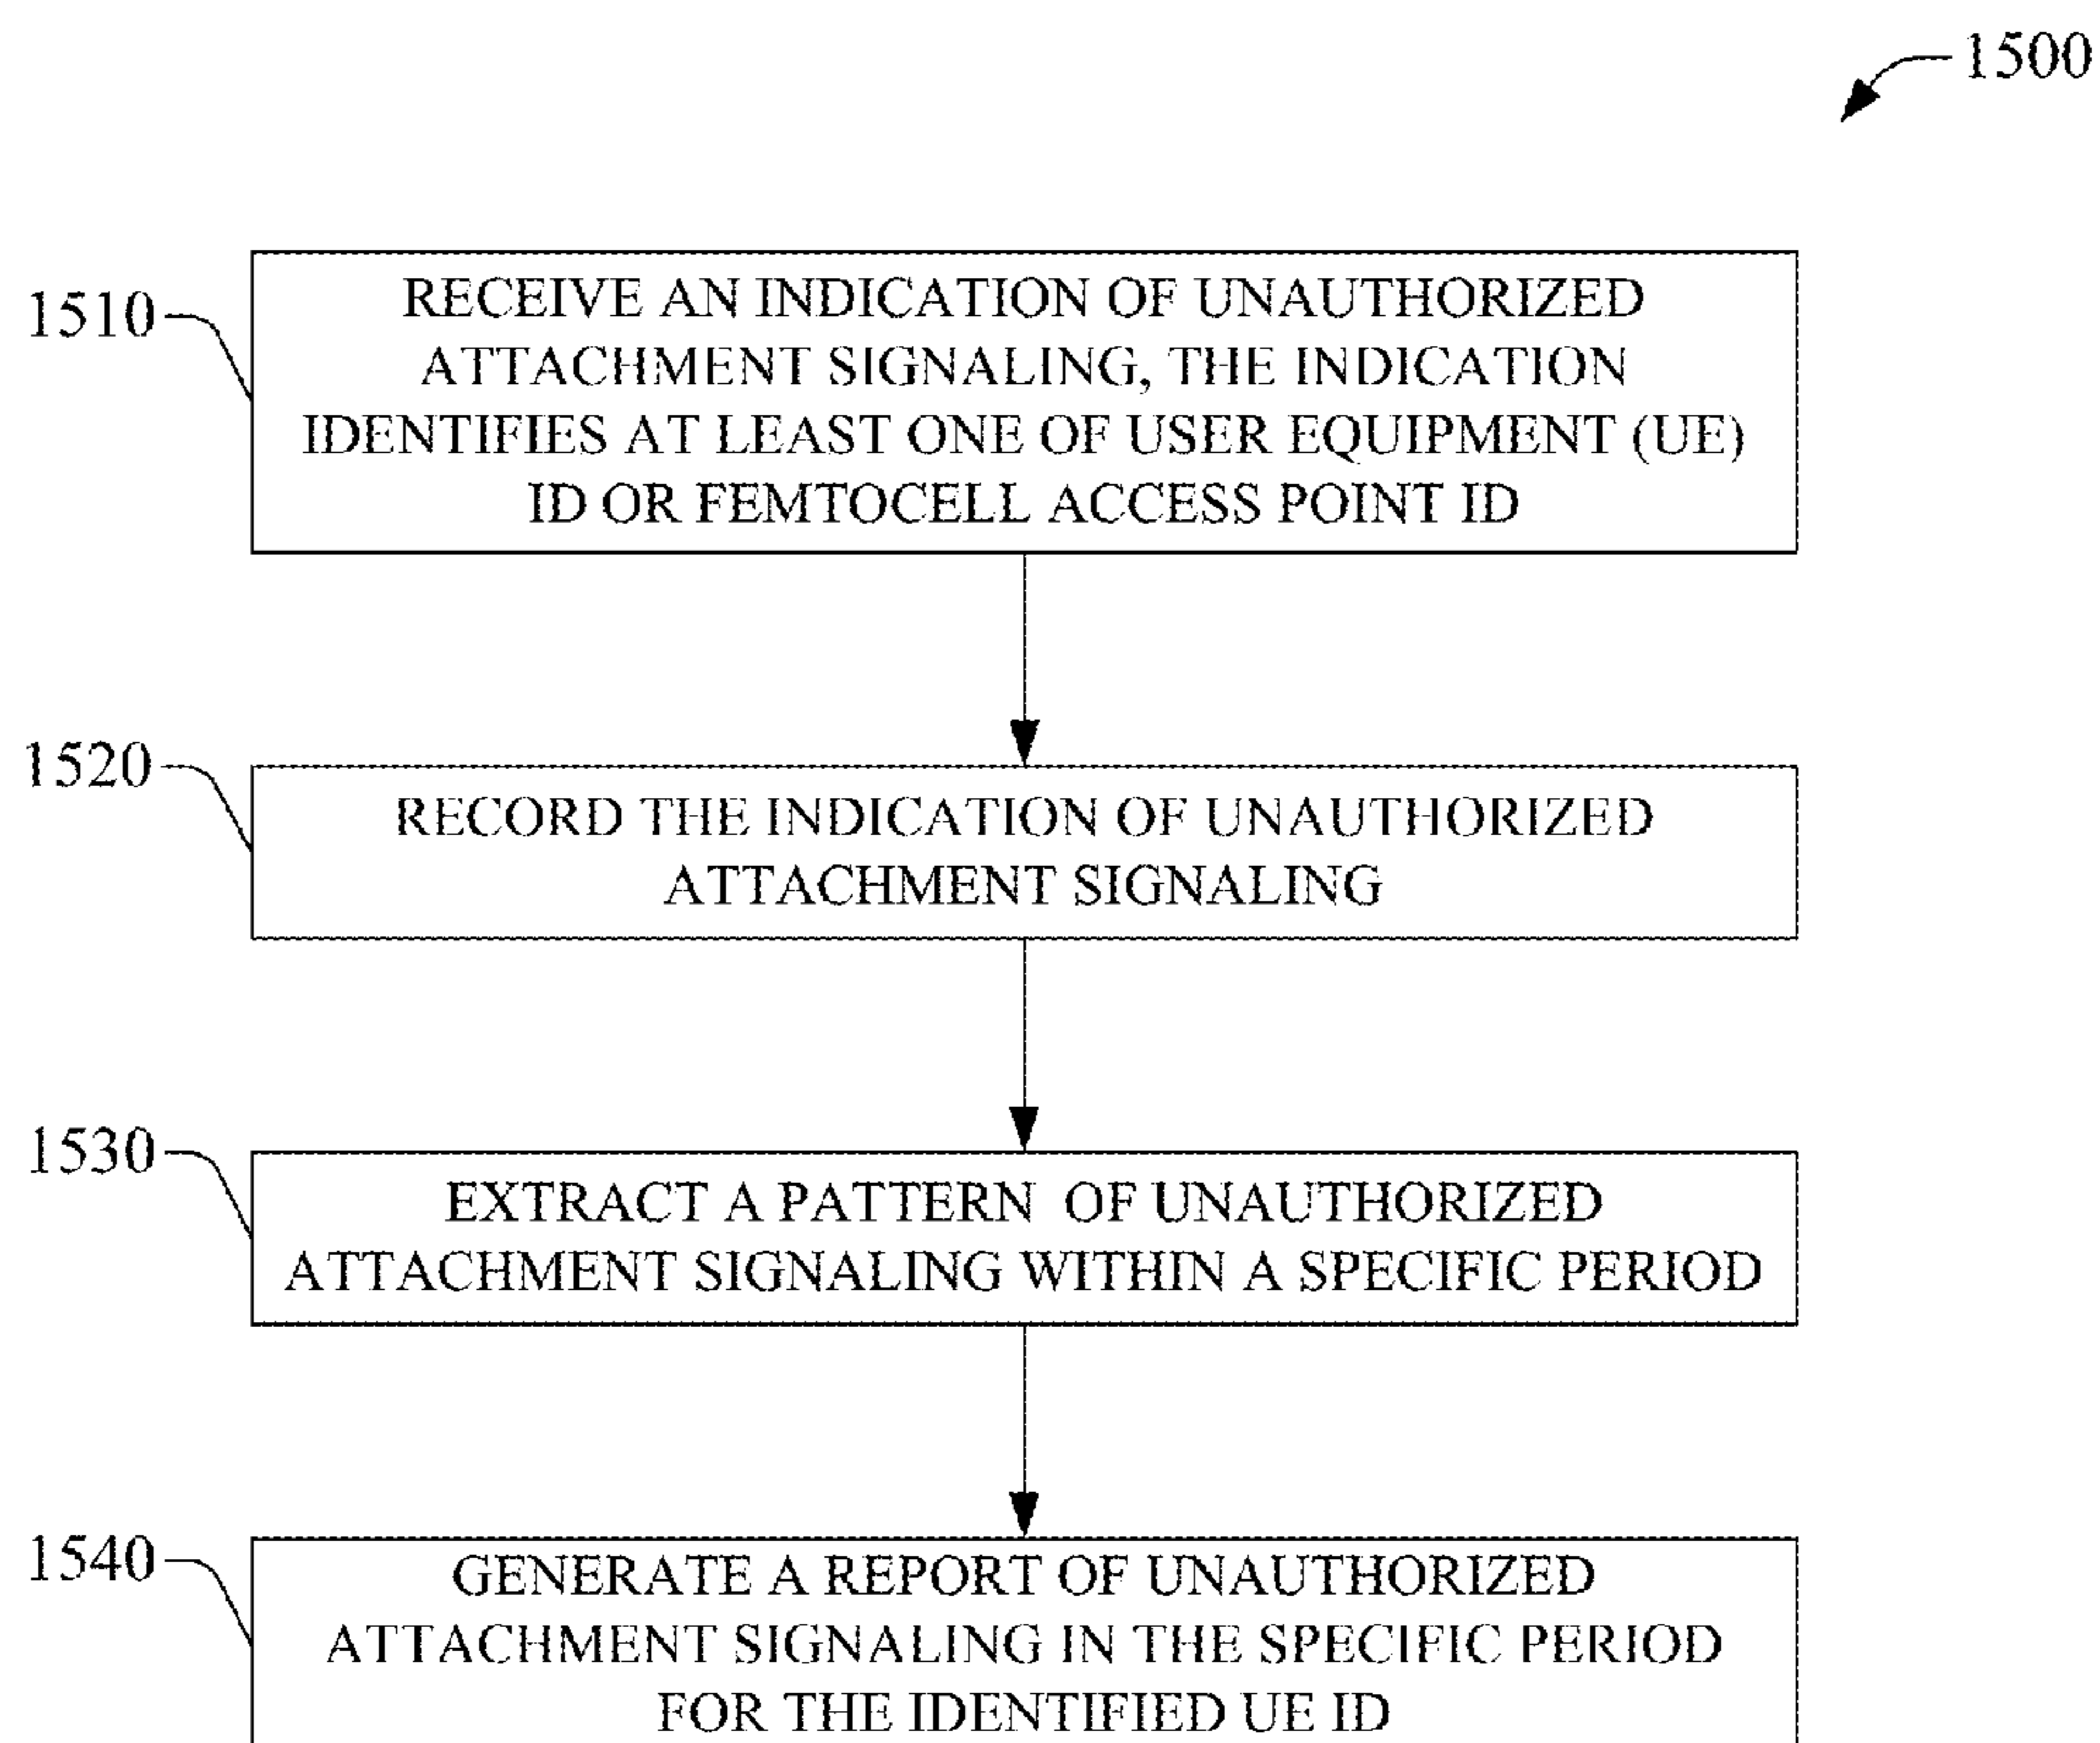 1500
1510
RECEIVE AN INDICATION OF UNAUTHORIZED
ATTACHMENT SIGNALING, THE INDICATION
IDENTIFIES AT LEAST ONE OF USER EQUIPMENT (UE)
ID OR FEMTOCELL ACCESS POINT ID
1520
RECORD THE INDICATION OF UNAUTHORIZED
ATTACHMENT SIGNALING
1530
EXTRACT A PATTERN OF UNAUTHORIZED
ATTACHMENT SIGNALING WITHIN A SPECIFIC PERIOD
1540
GENERATE A REPORT OF UNAUTHORIZED
ATTACHMENT SIGNALING IN THE SPECIFIC PERIOD
FOR THE IDENTIFIED UE ID